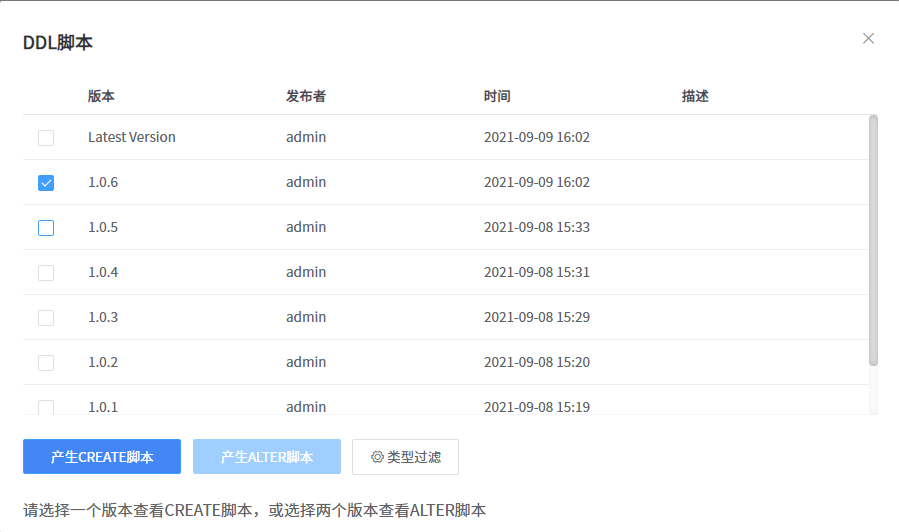 DDL脚本
版本 发布者 时间 描述
Latest Version admin 2021-09-09 16:02
1.0.6 admin 2021-09-09 16:02
1.0.5 admin 2021-09-08 15:33
1.0.4 admin 2021-09-08 15:31
1.0.3 admin 2021-09-08 15:29
1.0.2 admin 2021-09-08 15:20
1.0.1 admin 2021-09-08 15:19
产生CREATE脚本 产生ALTER脚本 类型过滤
请选择一个版本查看CREATE脚本，或选择两个版本查看ALTER脚本